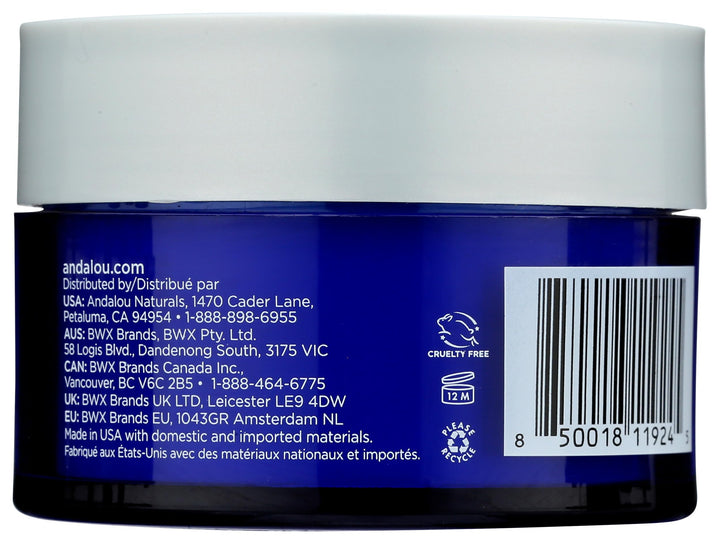 andalou.com
Distributed by/Distribué par
USA: Andalou Naturals, 1470 Cader Lane,
Petaluma, CA 94954 • 1-888-898-6955
AUS: BWX Brands, BWX Pty. Ltd.
58 Logis Blvd., Dandenong South, 3175 VIC
CAN: BWX Brands Canada Inc.,
Vancouver, BC V6C 2B5 • 1-888-464-6775
UK: BWX Brands UK LTD, Leicester LE9 4DW
EU: BWX Brands EU, 1043GR Amsterdam NL
Made in USA with domestic and imported materials.
Fabriqué aux États-Unis avec des matériaux nationaux et importés.
CRUELTY FREE
12 M
PLEASE
RECYCLE
8 50018 11924 5